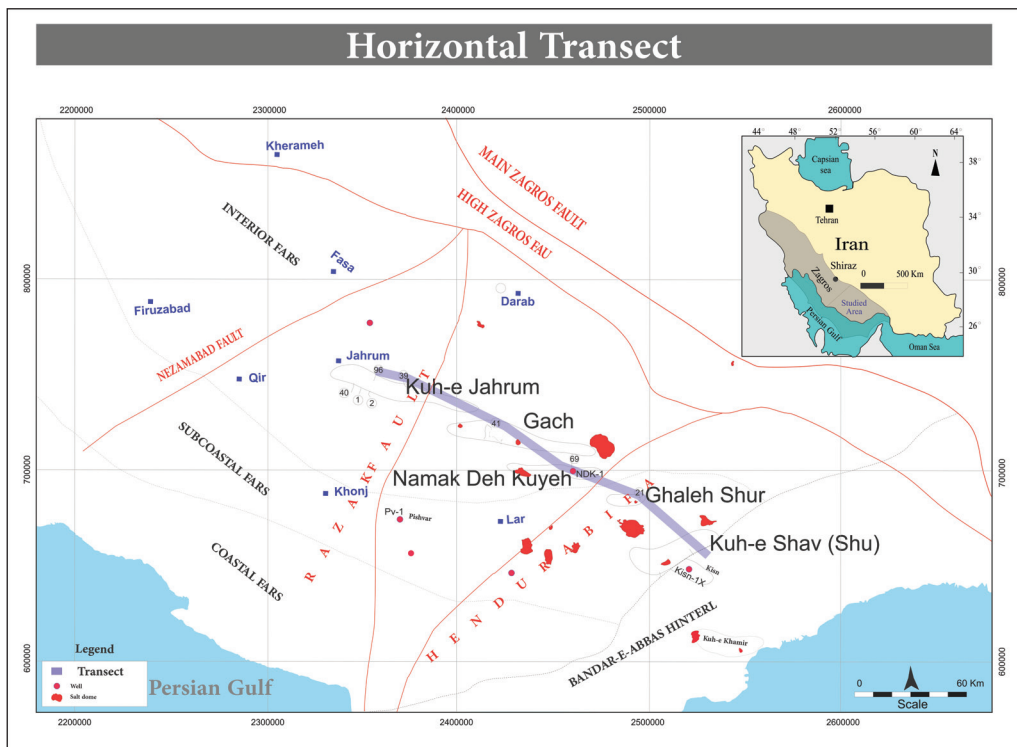 Horizontal Transect
2200000
2300000
2400000
2500000
2600000
Kherameh
MAIN ZAGROS FAULT
HIGH ZAGROS FAU
INTERIOR FARS
Fasa
800000
800000
Firuzabad
Darab
NEZAMABAD FAULT
Jahrum
Qir
96
39
Kuh-e Jahrum
40
1
2
41
Gach
RAZAK FAULT
SUBCOASTAL FARS
69
700000
Namak Deh Kuyeh
NDK-1
700000
Khonj
21
Ghaleh Shur
Pv-1
Pishvar
Lar
HENDURABI FA
Kuh-e Shav (Shu)
COASTAL FARS
Kisn
Kisn-1X
BANDAR-E-ABBAS HINTERL
Kuh-e Khamir
600000
600000
Legend
Transect
Well
Salt dome
Persian Gulf
0
60 Km
Scale
2200000
2300000
2400000
2500000
2600000
44°
48°
52°
56°
60°
64°
Capsian
sea
N
38°
Tehran
34°
Iran
Shiraz
0
500 Km
30°
Zagros
Studied
Area
Persian Gulf
26°
Oman Sea